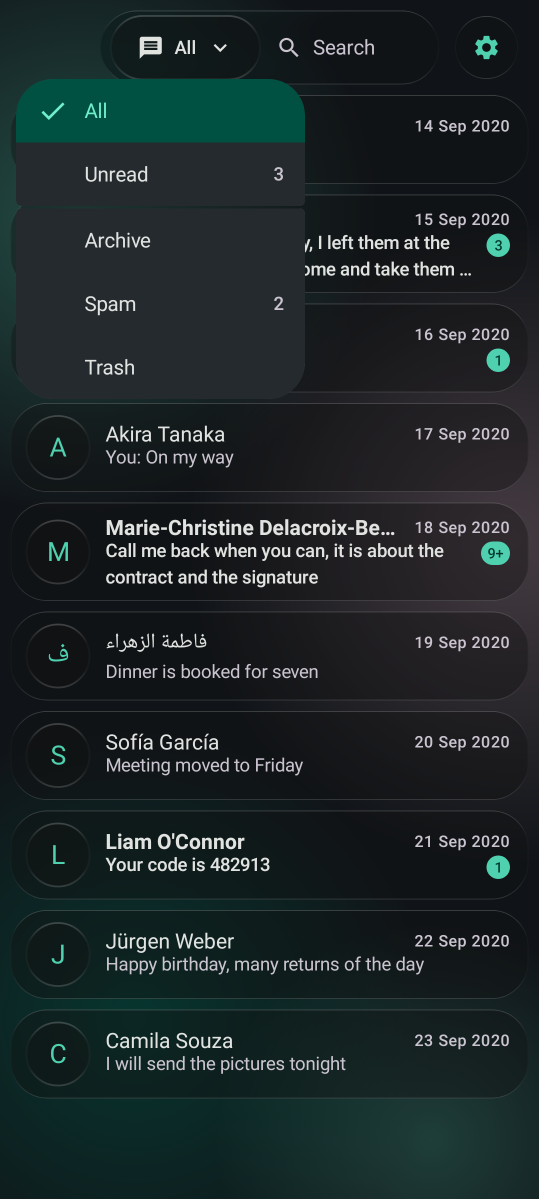 All
Search
All
14 Sep 2020
Unread 3
15 Sep 2020
Archive
, I left them at the
3
and take them …
Spam 2
16 Sep 2020
1
Trash
A
Akira Tanaka
17 Sep 2020
You: On my way
M
Marie-Christine Delacroix-Be…
18 Sep 2020
Call me back when you can, it is about the
9+
contract and the signature
ف
فاطمة الزهراء
19 Sep 2020
Dinner is booked for seven
S
Sofía García
20 Sep 2020
Meeting moved to Friday
L
Liam O'Connor
21 Sep 2020
Your code is 482913
1
J
Jürgen Weber
22 Sep 2020
Happy birthday, many returns of the day
C
Camila Souza
23 Sep 2020
I will send the pictures tonight